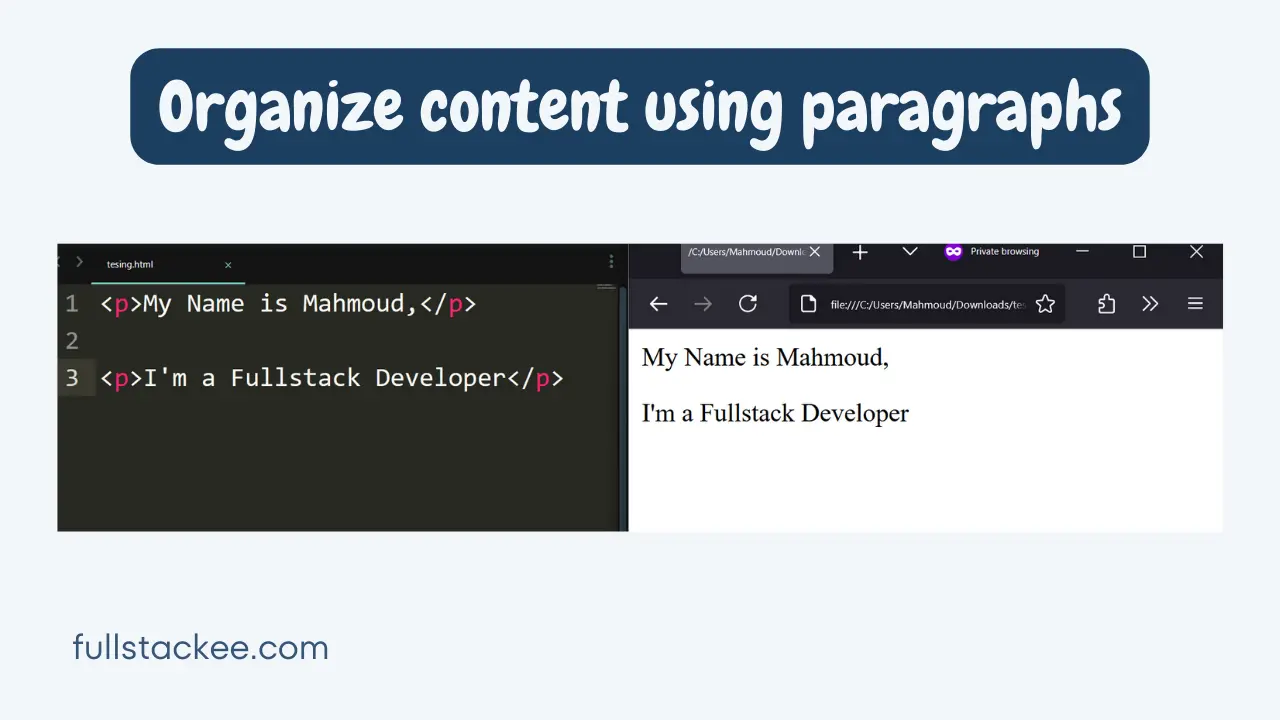 Organize content using paragraphs
tesing.html
1 <p>My Name is Mahmoud,</p>
2
3 <p>I'm a Fullstack Developer</p>
/C:/Users/Mahmoud/Downl
Private browsing
file:///C:/Users/Mahmoud/Downloads/tes
My Name is Mahmoud,
I'm a Fullstack Developer
fullstackee.com